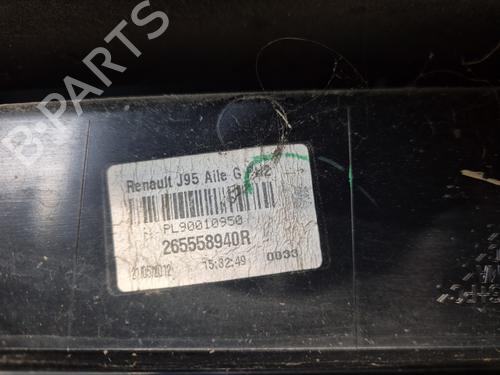 B-PARTS
Renault J95 Aile G
PL90010950
265558940R
15:32:49 0033